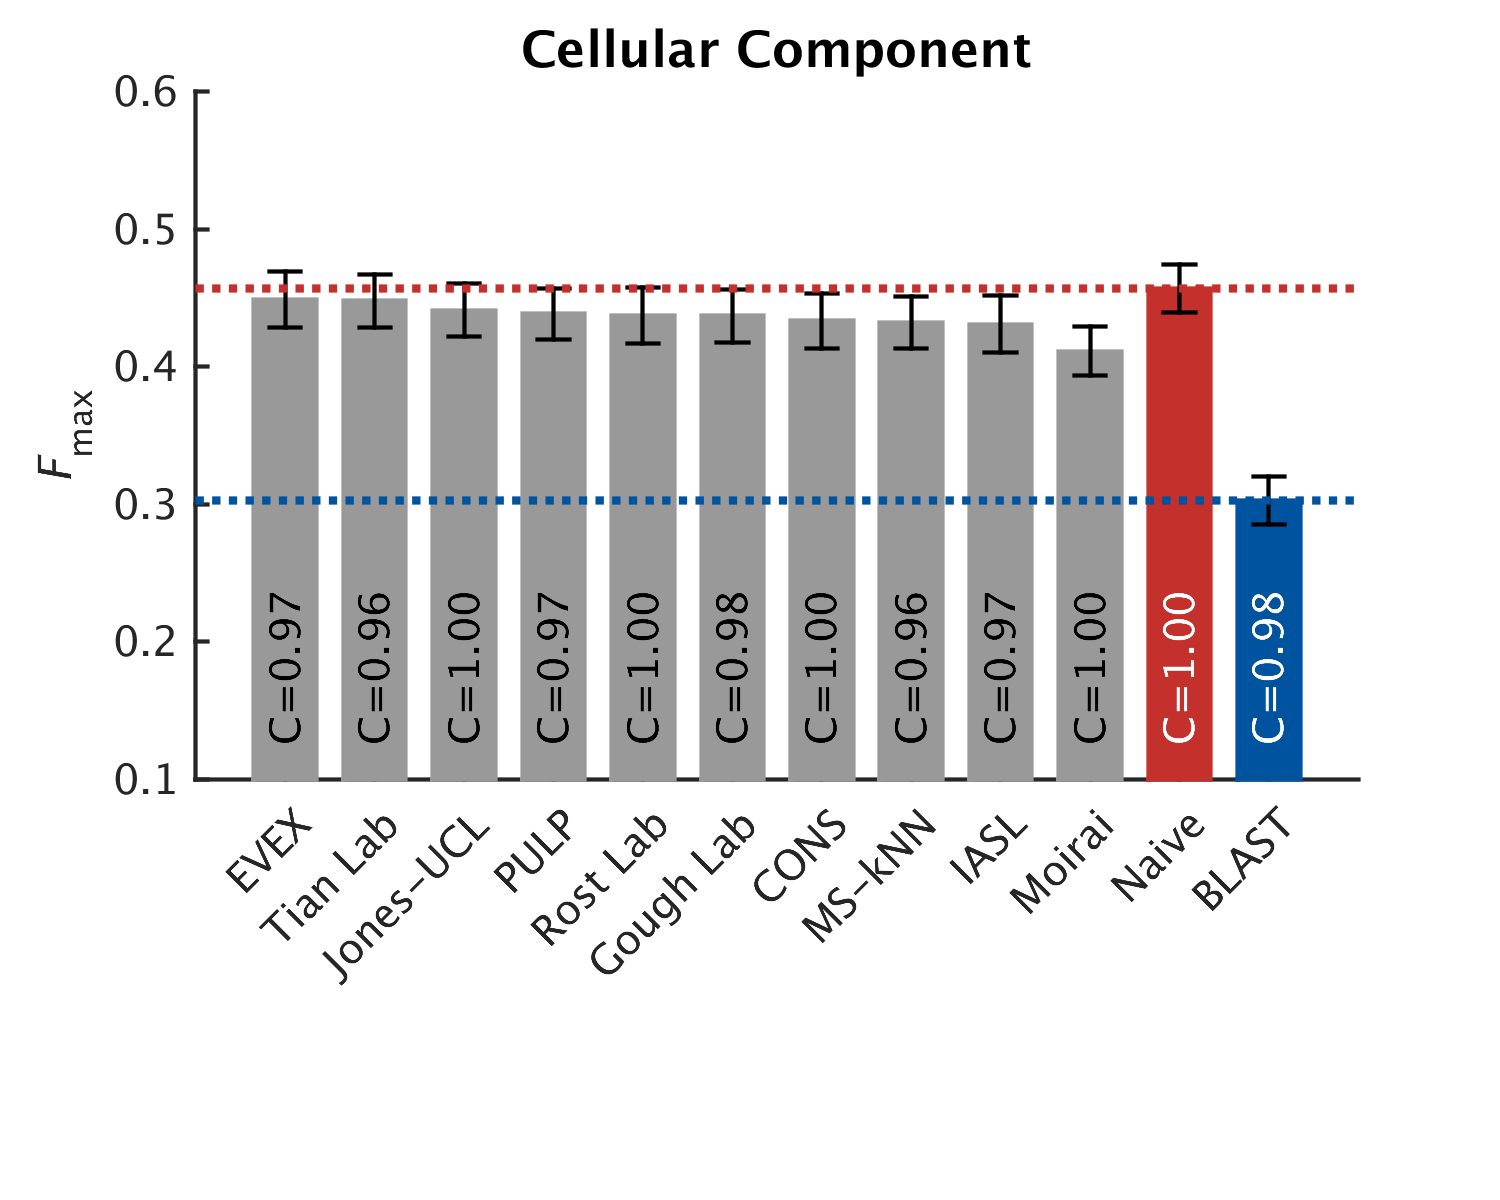 Cellular Component
0.6
0.5
0.4
0.3
0.2
0.1
Fmax
C=0.97
C=0.96
C=1.00
C=0.97
C=1.00
C=0.98
C=1.00
C=0.96
C=0.97
C=1.00
C=1.00
C=0.98
EVEX
Tian Lab
Jones-UCL
PULP
Rost Lab
Gough Lab
CONS
MS-kNN
IASL
Moirai
Naive
BLAST